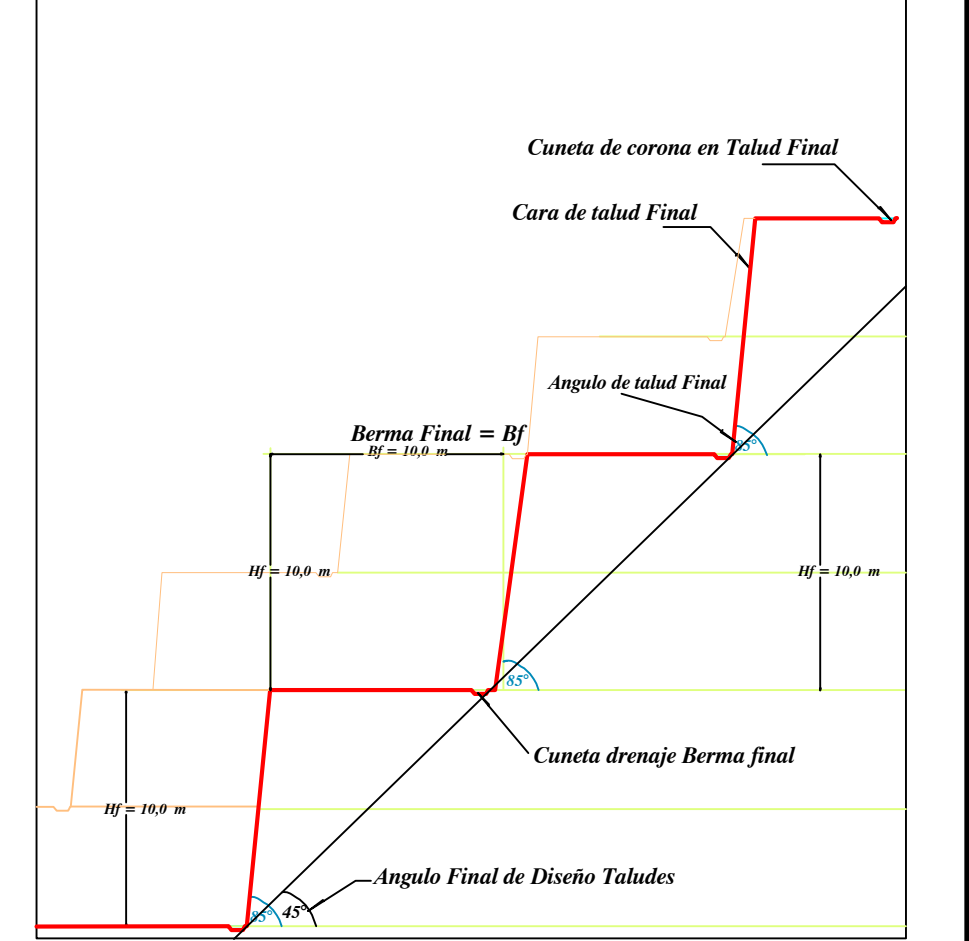 Cuneta de corona en Talud Final
Cara de talud Final
Angulo de talud Final
85°
Berma Final = Bf
Bf = 10,0 m
Hf = 10,0 m
Hf = 10,0 m
85°
Cuneta drenaje Berma final
Hf = 10,0 m
Angulo Final de Diseño Taludes
85°
45°